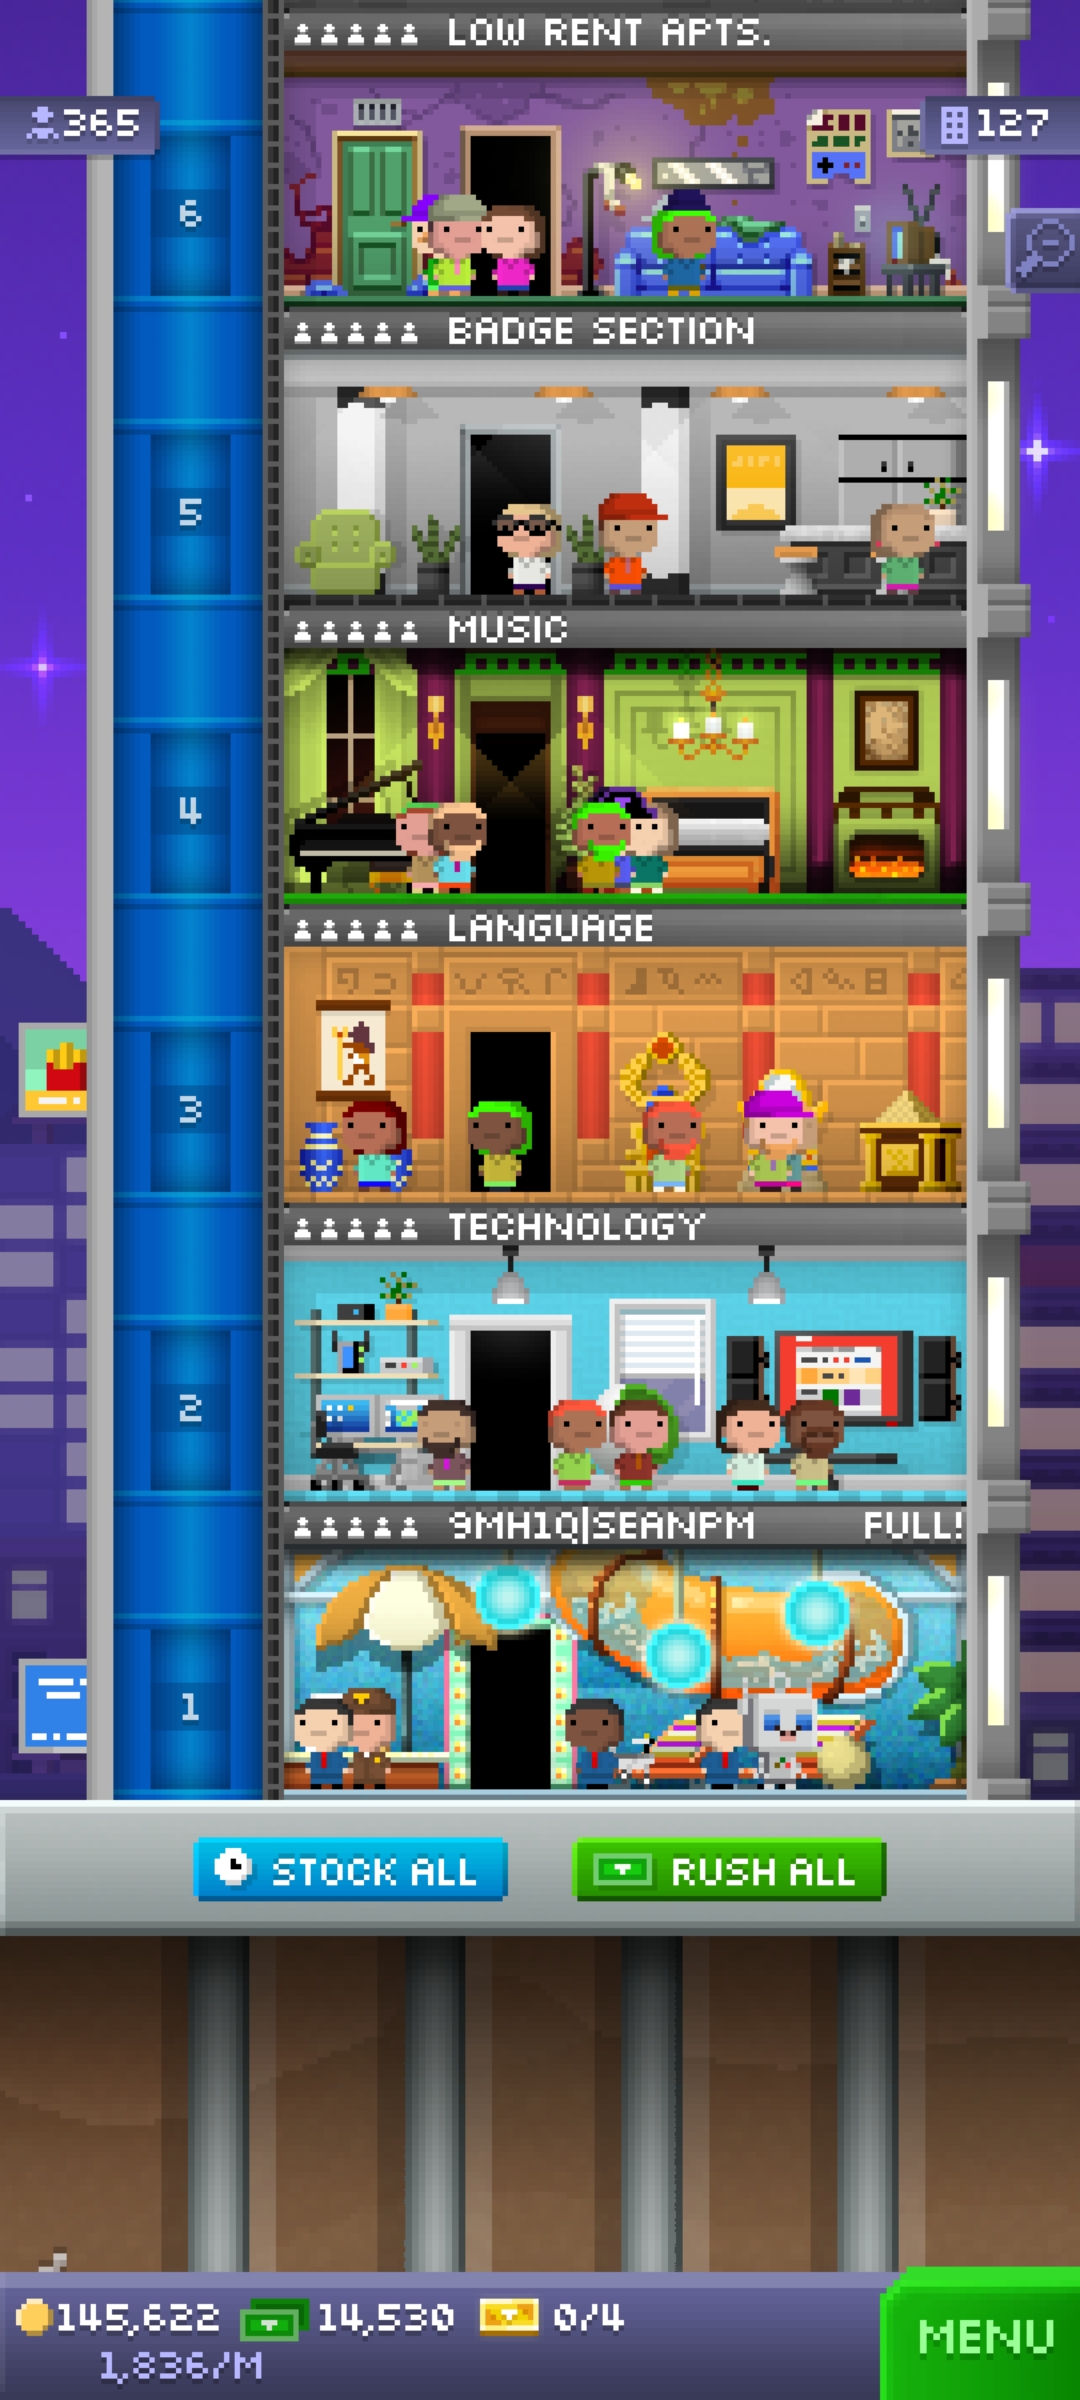 LOW RENT APTS.
365
127
6
BADGE SECTION
5
MUSIC
4
LANGUAGE
3
TECHNOLOGY
2
9MH1Q|SEANPM FULL!
1
STOCK ALL
RUSH ALL
145,622 14,530 0/4
1,836/M
MENU